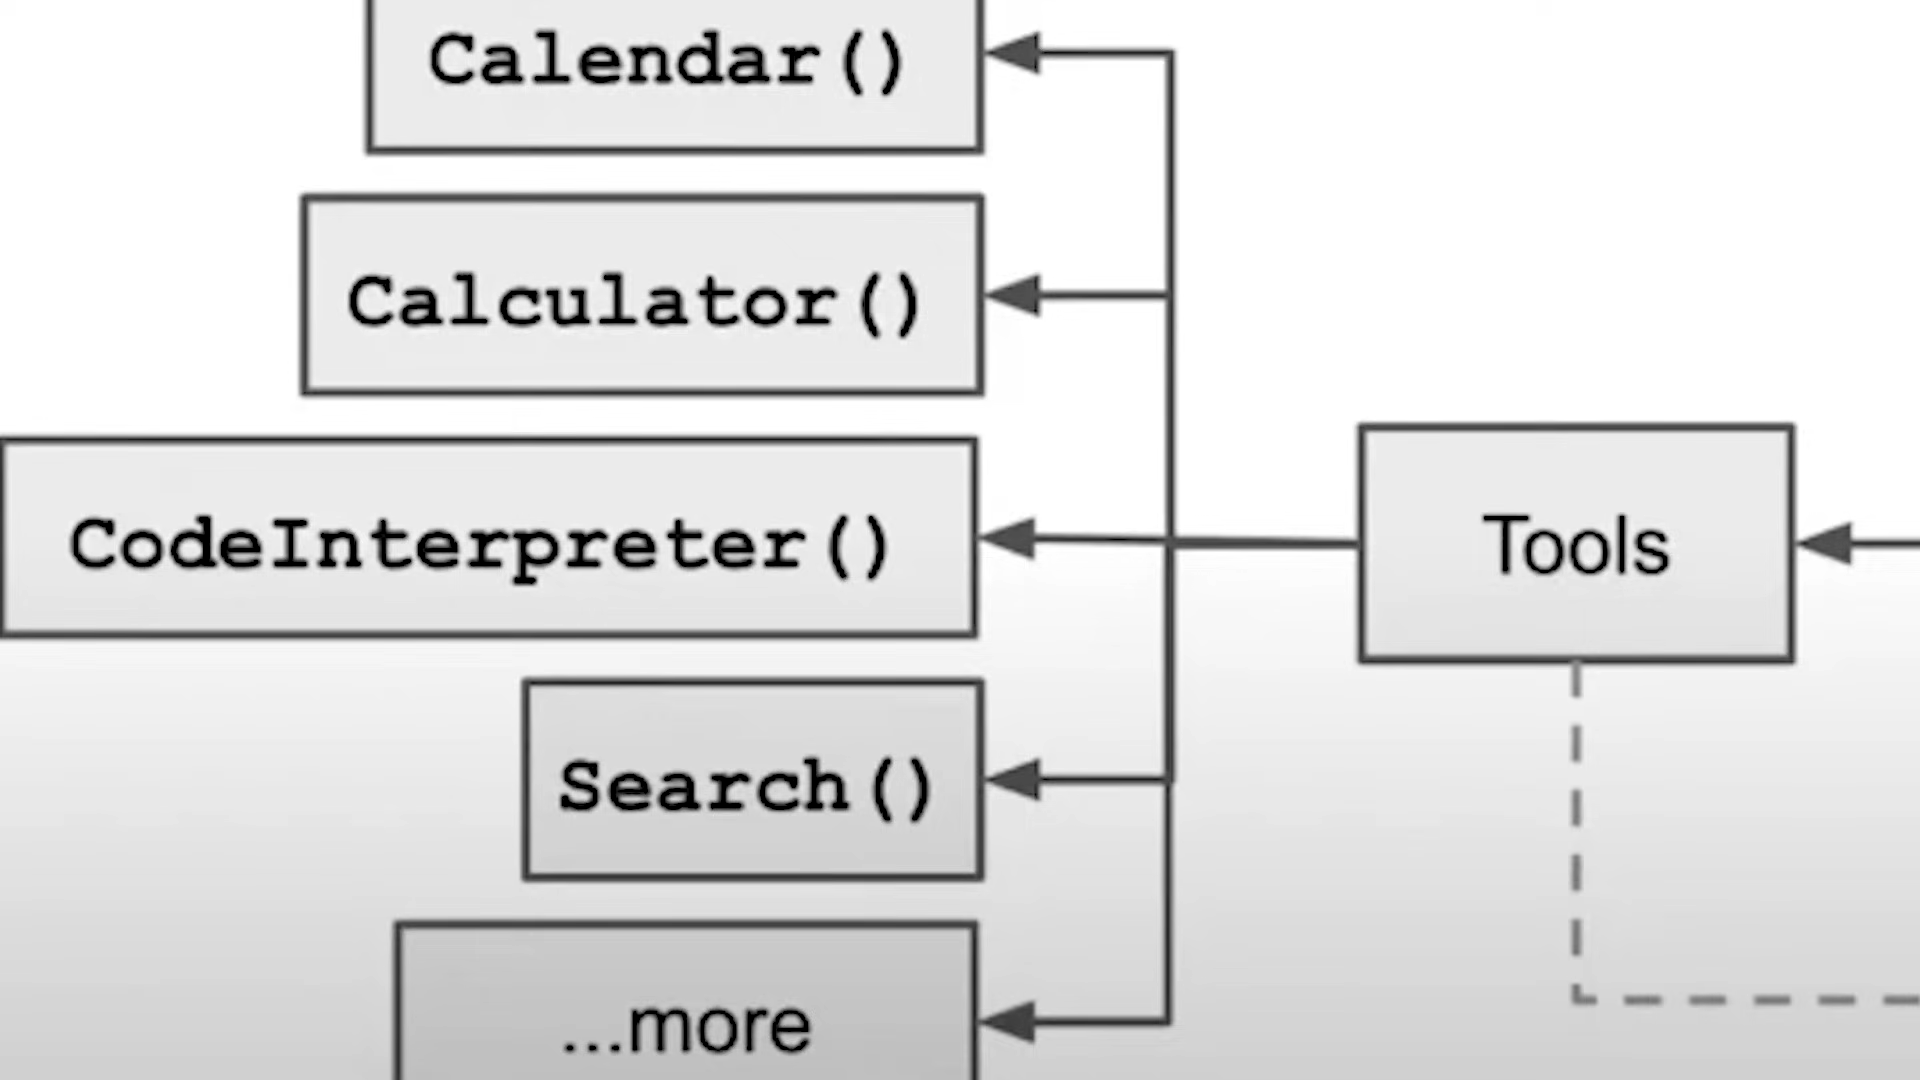 Calendar()
Calculator()
CodeInterpreter()
Tools
Search()
...more